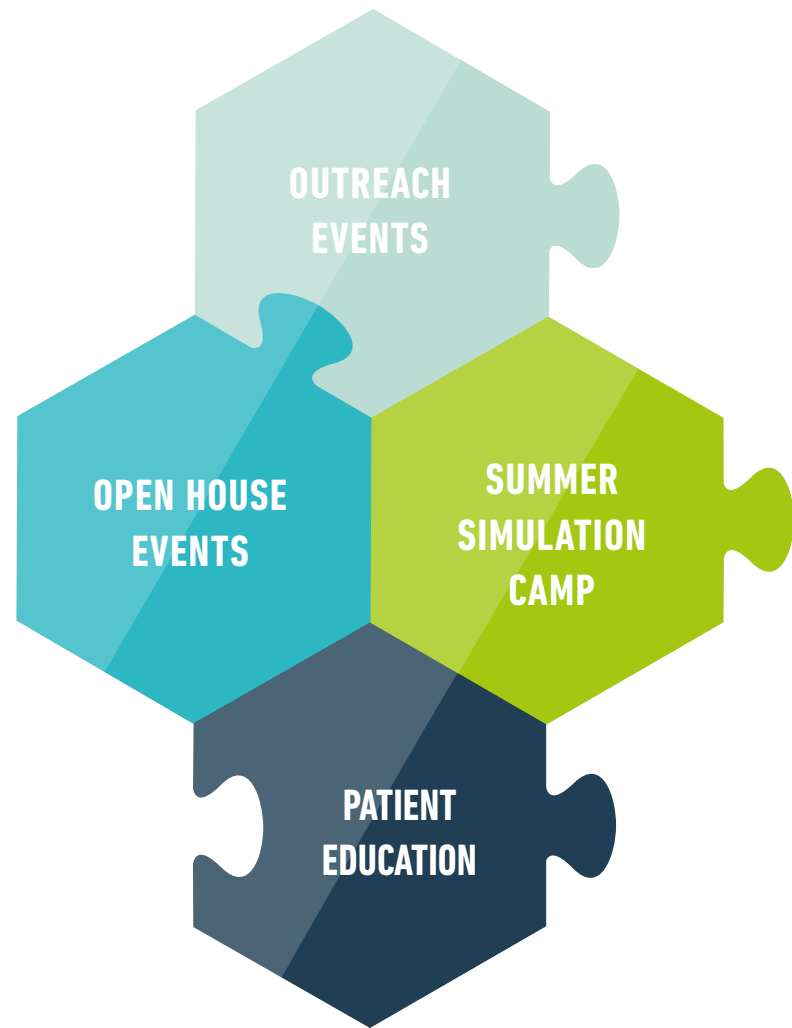 OUTREACH
EVENTS
OPEN HOUSE
EVENTS
SUMMER
SIMULATION
CAMP
PATIENT
EDUCATION